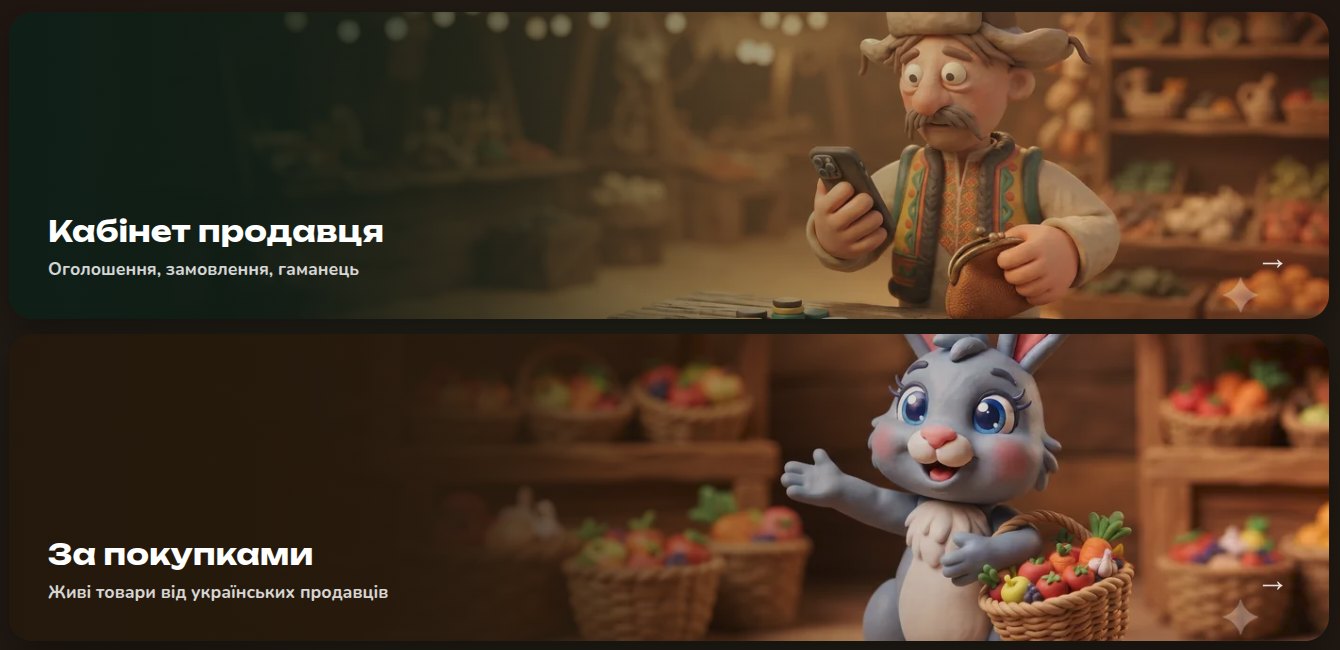 Кабінет продавця
Оголошення, замовлення, гаманець
→
За покупками
Живі товари від українських продавців
→